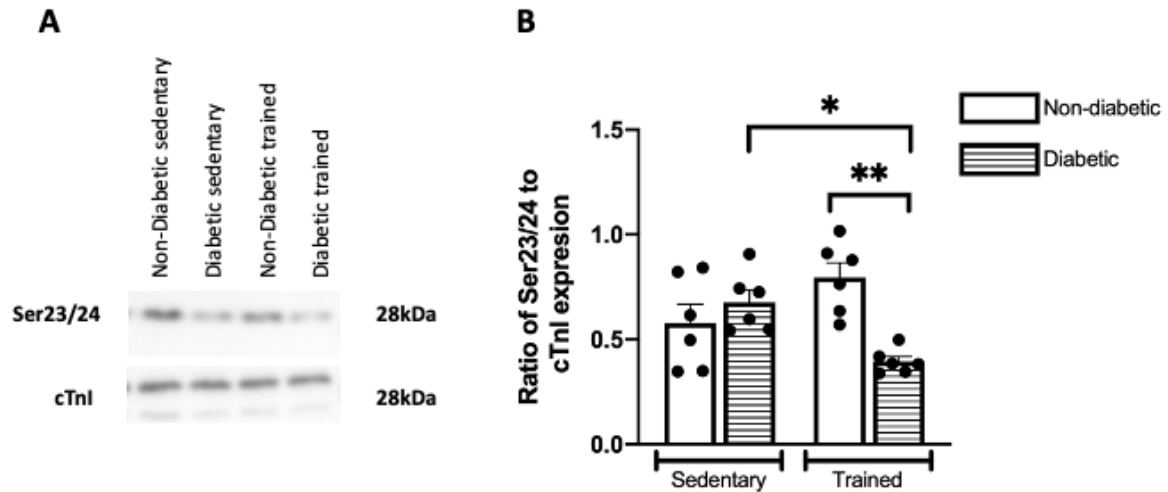 A
Non-Diabetic sedentary
Diabetic sedentary
Non-Diabetic trained
Diabetic trained
Ser23/24
28kDa
cTnI
28kDa
B
Non-diabetic
Diabetic
*
**
Ratio of Ser23/24 to
cTnI expresion
1.5
1.0
0.5
0.0
Sedentary
Trained